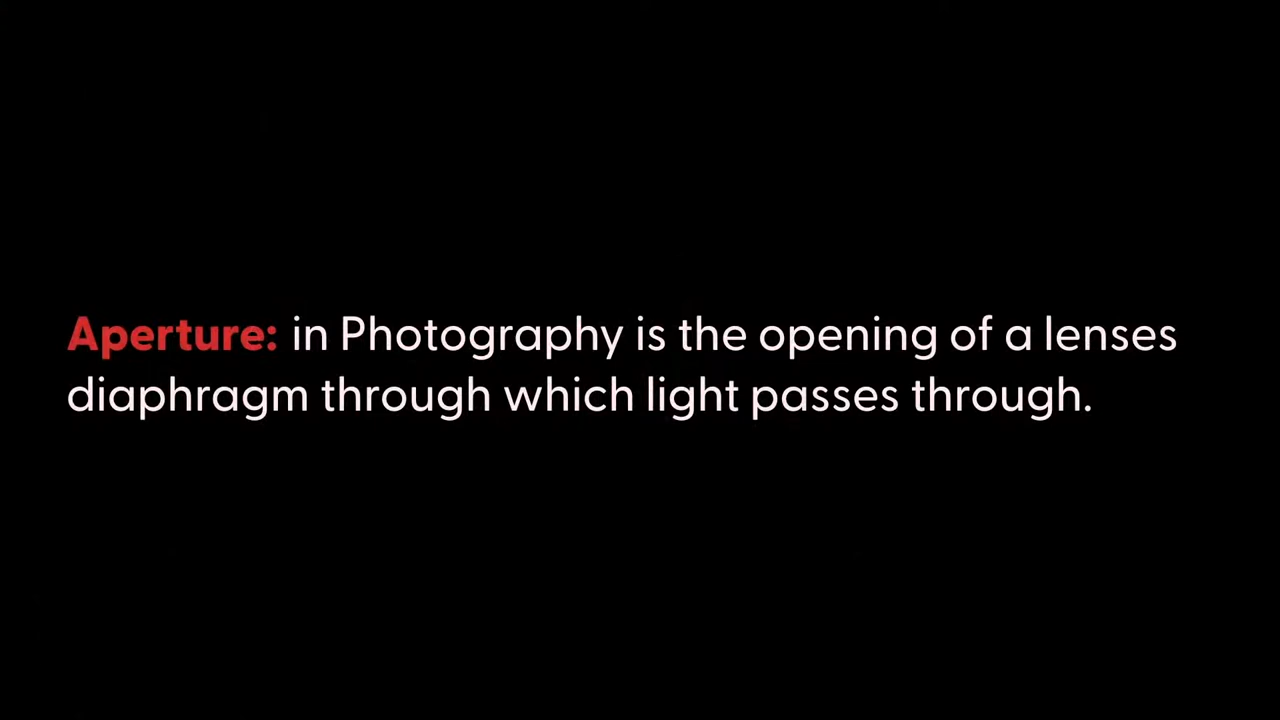 Aperture: in Photography is the opening of a lenses
diaphragm through which light passes through.